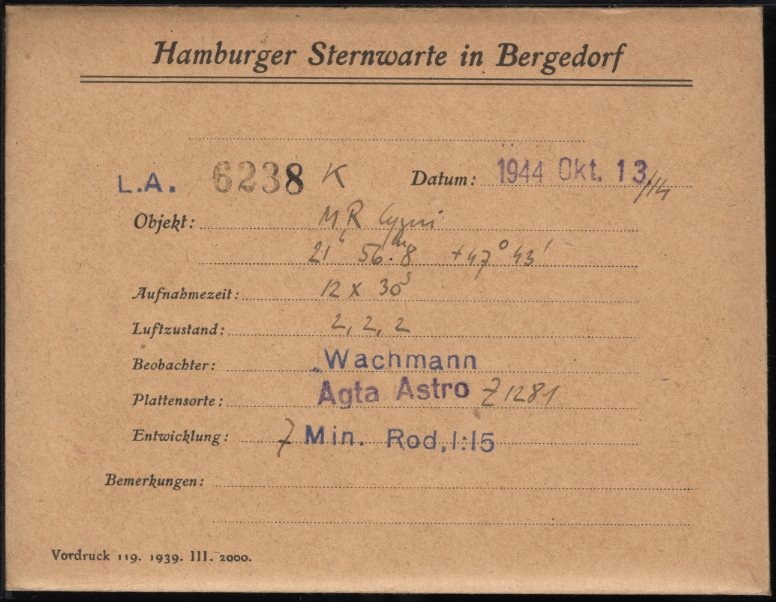 Hamburger Sternwarte in Bergedorf
L.A. 6238 K Datum: 1944 Okt. 13./14
Objekt: MR Cygni
21ʰ 56.ᵐ8 +47° 43'
Aufnahmezeit: 12 x 30ˢ
Luftzustand: 2, 2, 2
Beobachter: Wachmann
Plattensorte: Agfa Astro Z 1281
Entwicklung: 7 Min. Rod, 1:15
Bemerkungen:
Vordruck 119. 1939. III. 2000.